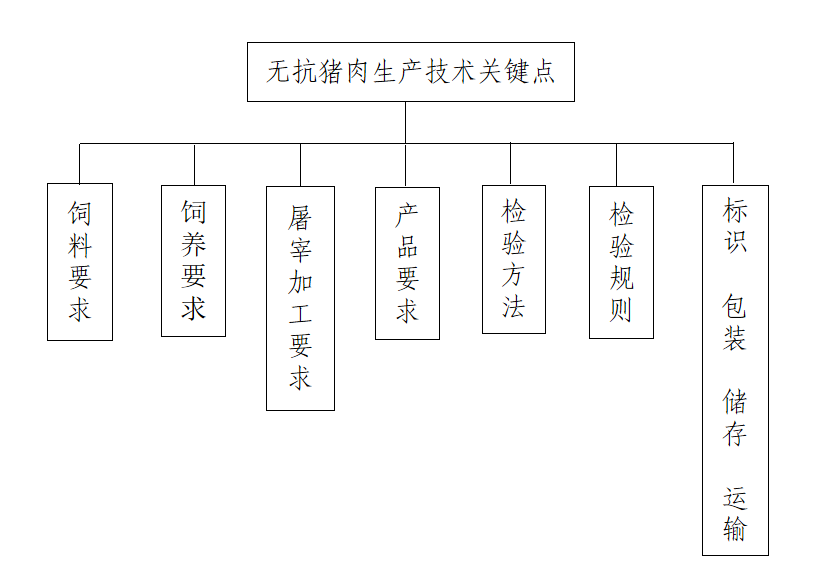 无抗猪肉生产技术关键点
饲料要求
饲养要求
屠宰加工要求
产品要求
检验方法
检验规则
标识 包装 储存 运输